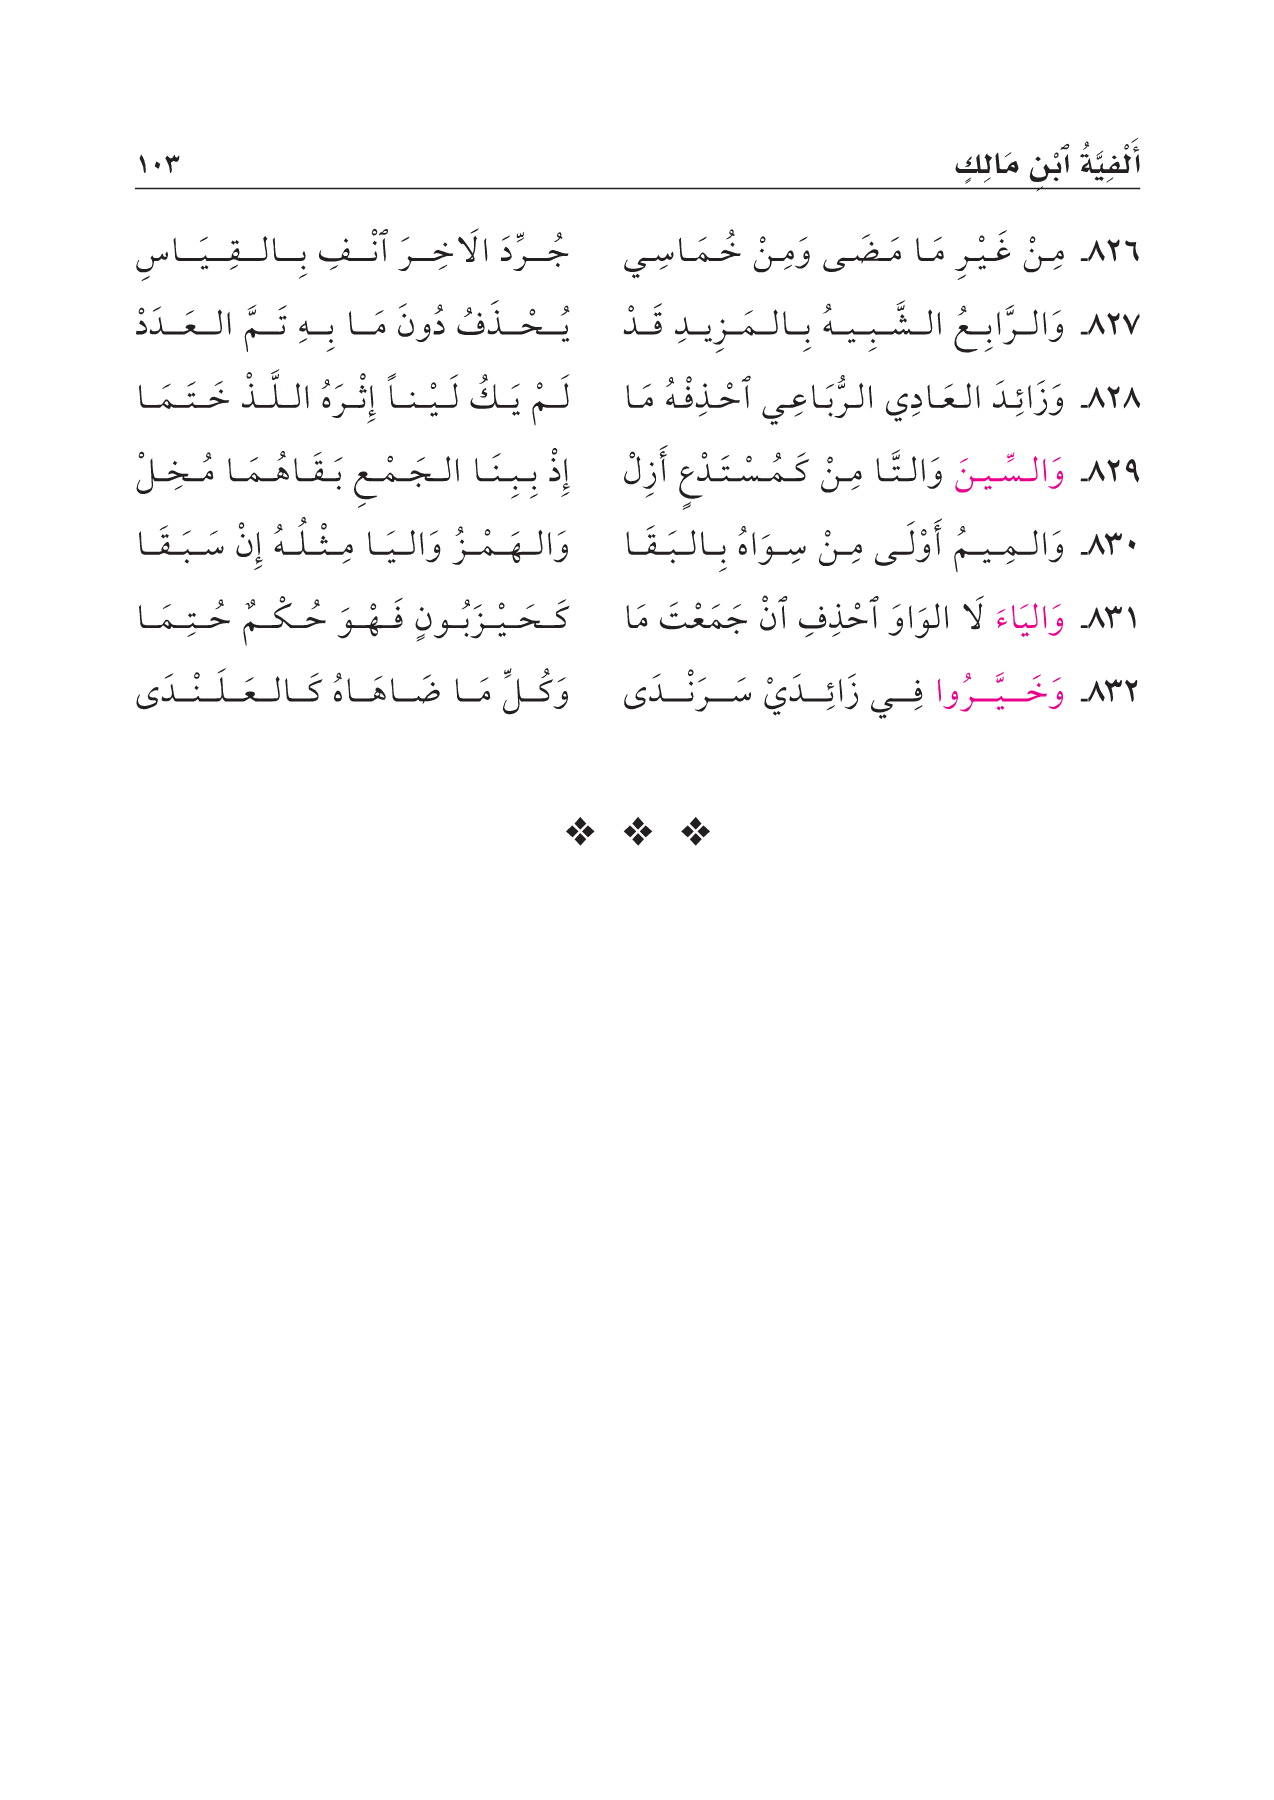 أَلْفِيَّةُ ٱبْنِ مَالِكٍ ١٠٣
٨٢٦ـ مِنْ غَيْرِ مَا مَضَى وَمِنْ خُمَاسِي جُرِّدَ الَاخِرَ ٱنْفِ بِالقِيَاسِ
٨٢٧ـ وَالرَّابِعُ الشَّبِيهُ بِالمَزِيدِ قَدْ يُحْذَفُ دُونَ مَا بِهِ تَمَّ العَدَدْ
٨٢٨ـ وَزَائِدَ العَادِي الرُّبَاعِي ٱحْذِفْهُ مَا لَمْ يَكُ لَيْناً إِثْرَهُ اللَّذْ خَتَمَا
٨٢٩ـ وَالسِّينَ وَالتَّا مِنْ كَمُسْتَدْعٍ أَزِلْ إِذْ بِبِنَا الجَمْعِ بَقَاهُمَا مُخِلْ
٨٣٠ـ وَالمِيمُ أَوْلَى مِنْ سِوَاهُ بِالبَقَا وَالهَمْزُ وَاليَا مِثْلُهُ إِنْ سَبَقَا
٨٣١ـ وَاليَاءَ لَا الوَاوَ ٱحْذِفِ ٱنْ جَمَعْتَ مَا كَحَيْزَبُونٍ فَهْوَ حُكْمٌ حُتِمَا
٨٣٢ـ وَخَيَّرُوا فِي زَائِدَيْ سَرَنْدَى وَكُلِّ مَا ضَاهَاهُ كَالعَلَنْدَى